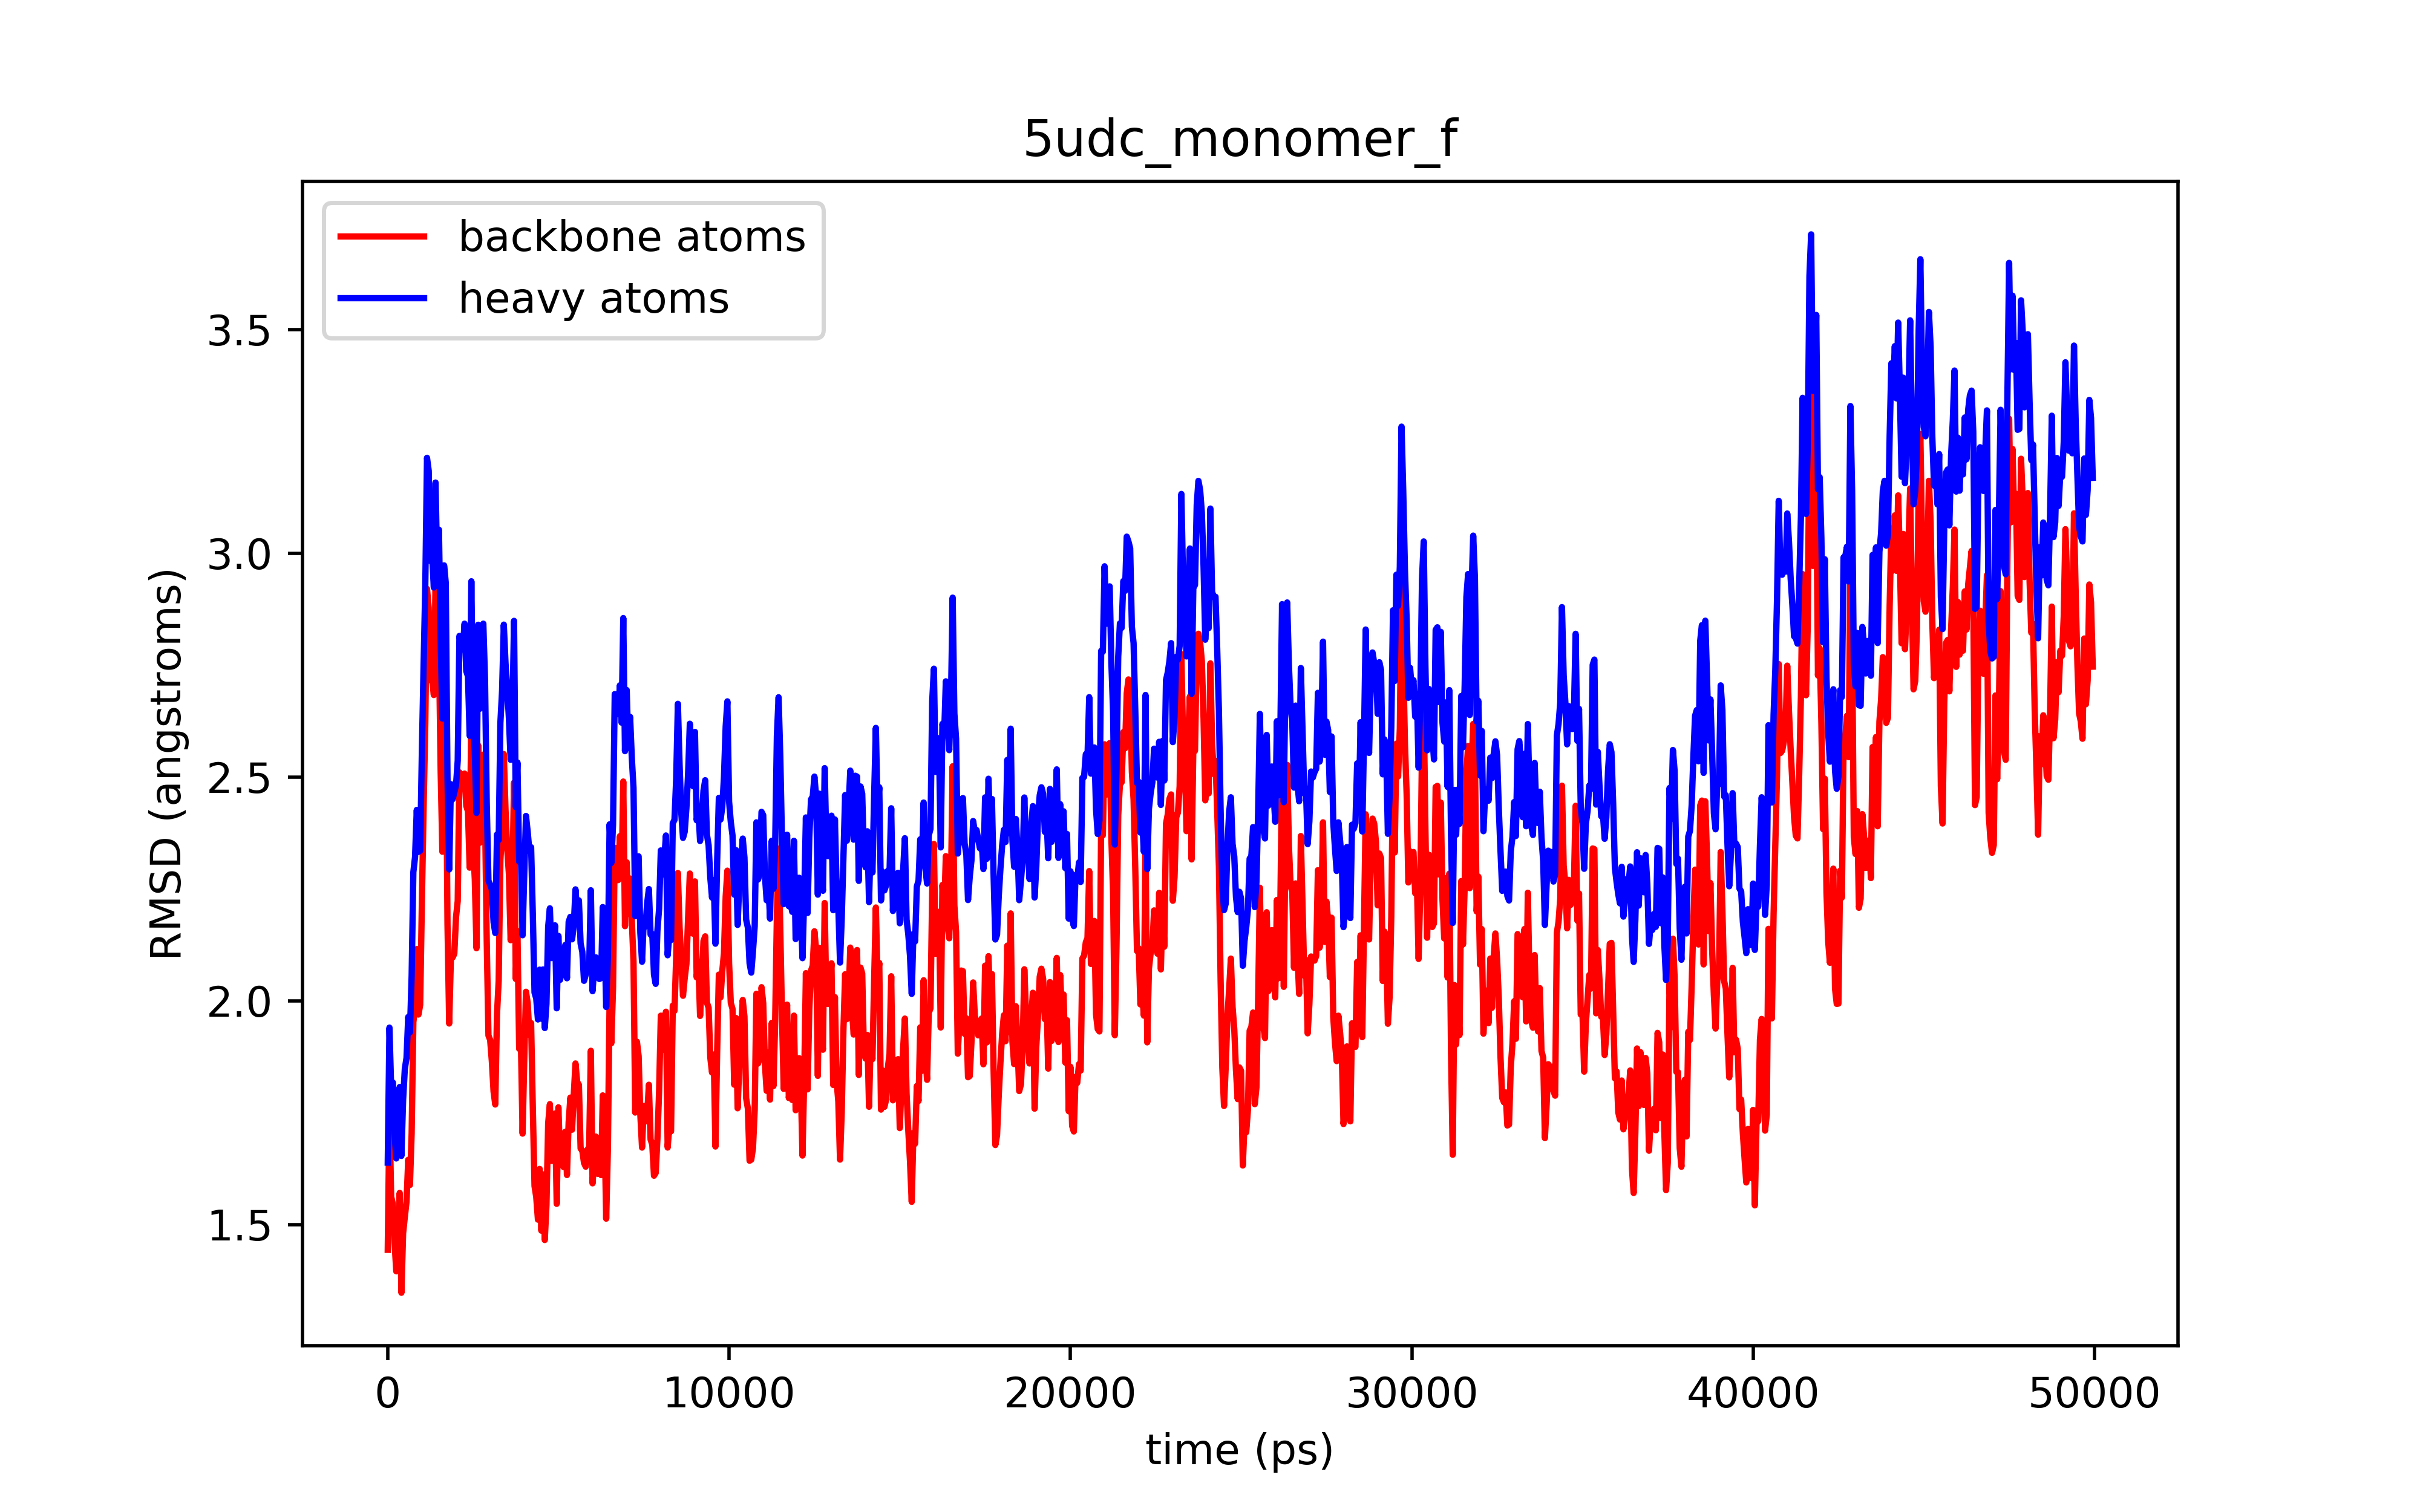 5udc_monomer_f
backbone atoms
heavy atoms
3.5
3.0
2.5
2.0
1.5
RMSD (angstroms)
0 10000 20000 30000 40000 50000
time (ps)